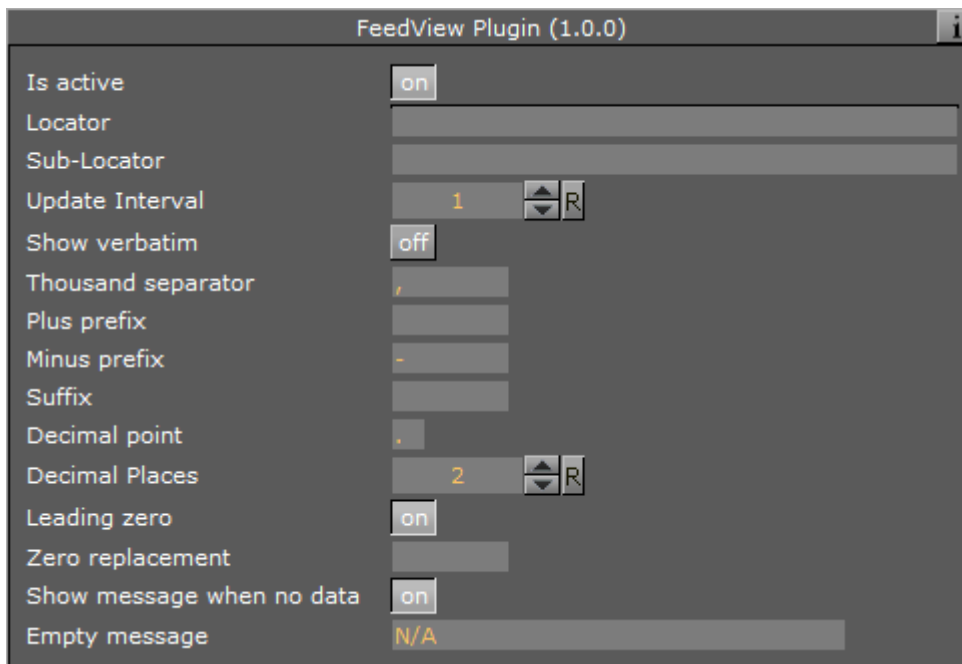 FeedView Plugin (1.0.0) i
Is active on
Locator
Sub-Locator
Update Interval 1 R
Show verbatim off
Thousand separator ,
Plus prefix
Minus prefix -
Suffix
Decimal point .
Decimal Places 2 R
Leading zero on
Zero replacement
Show message when no data on
Empty message N/A